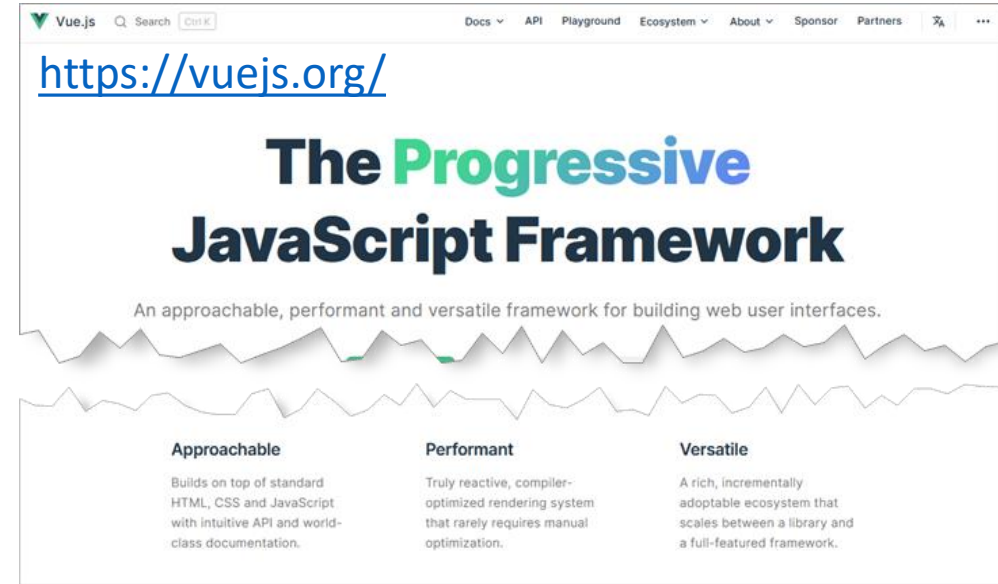 Vue.js Search Ctrl K Docs API Playground Ecosystem About Sponsor Partners
https://vuejs.org/
The Progressive
JavaScript Framework
An approachable, performant and versatile framework for building web user interfaces.
Approachable
Builds on top of standard
HTML, CSS and JavaScript
with intuitive API and world-
class documentation.
Performant
Truly reactive, compiler-
optimized rendering system
that rarely requires manual
optimization.
Versatile
A rich, incrementally
adoptable ecosystem that
scales between a library and
a full-featured framework.